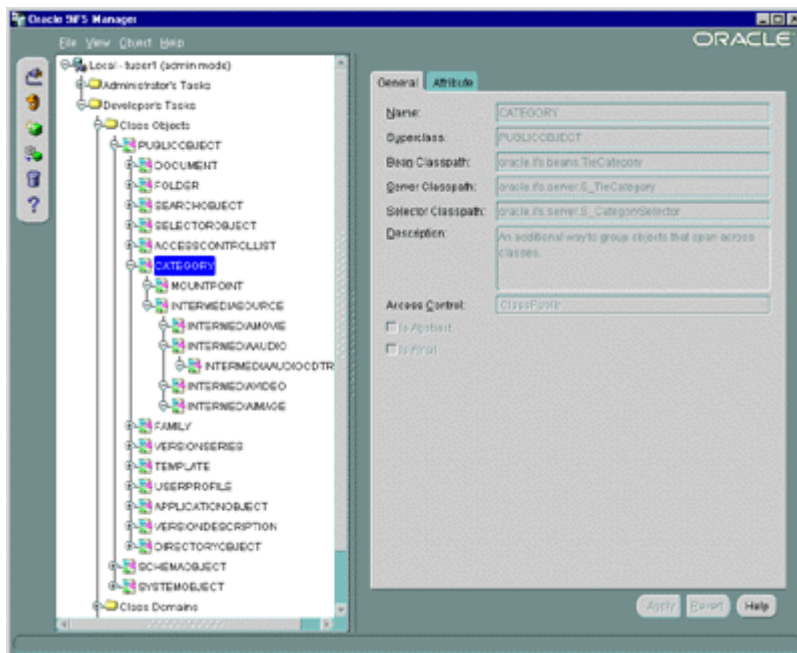 Oracle 9iFS Manager
File View Object Help
ORACLE
Local - tuser1 (admin mode)
Administrator's Tasks
Developer's Tasks
Class Objects
PUBLICOBJECT
DOCUMENT
FOLDER
SEARCHOBJECT
SELECTOROBJECT
ACCESSCONTROLLIST
CATEGORY
MOUNTPOINT
INTERMEDIASOURCE
INTERMEDIAMOVIE
INTERMEDIAAUDIO
INTERMEDIAAUDIOCDTR
INTERMEDIAVIDEO
INTERMEDIAIMAGE
FAMILY
VERSIONSERIES
TEMPLATE
USERPROFILE
APPLICATIONOBJECT
VERSIONDESCRIPTION
DIRECTORYOBJECT
SCHEMAOBJECT
SYSTEMOBJECT
Class Domains
General Attribute
Name: CATEGORY
Superclass: PUBLICOBJECT
Bean Classpath: oracle.ifs.beans.TieCategory
Server Classpath: oracle.ifs.server.S_TieCategory
Selector Classpath: oracle.ifs.server.S_CategorySelector
Description: An additional way to group objects that span across
classes.
Access Control: ClassPublic
Is Abstract
Is Final
Apply Revert Help